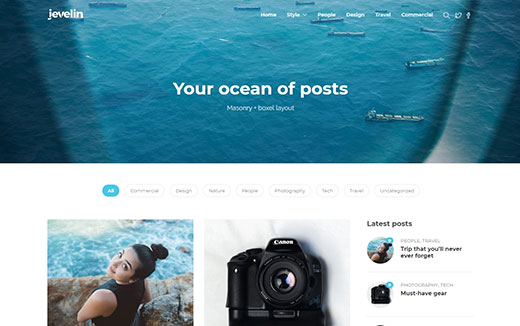 jevelin
Home Style People Design Travel Commercial
Your ocean of posts
Masonry + boxel layout
All Commercial Design Nature People Photography Tech Travel Uncategorized
Latest posts
PEOPLE, TRAVEL
Trip that you'll never
ever forget
Canon
PHOTOGRAPHY, TECH
Must-have gear